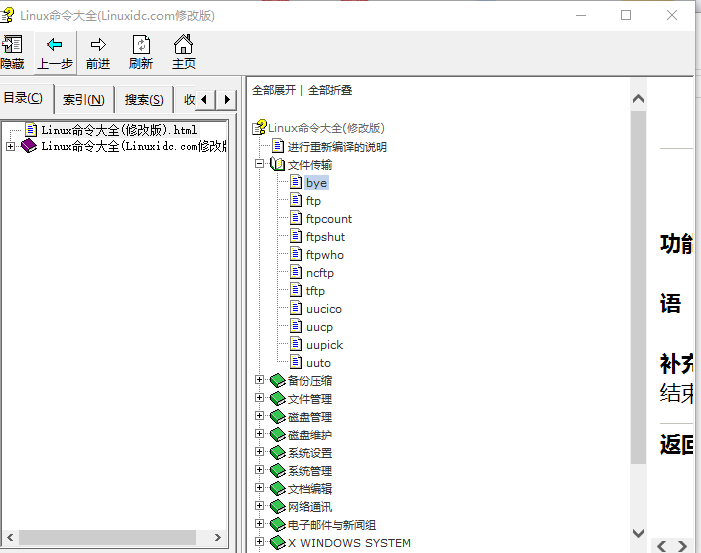 Linux命令大全(Linuxidc.com修改版)
隐藏 上一步 前进 刷新 主页
目录(C) 索引(N) 搜索(S) 收
Linux命令大全(修改版).html
Linux命令大全(Linuxidc.com修改版
全部展开 | 全部折叠
Linux命令大全(修改版)
进行重新编译的说明
文件传输
bye
ftp
ftpcount
ftpshut
ftpwho
ncftp
tftp
uucico
uucp
uupick
uuto
备份压缩
文件管理
磁盘管理
磁盘维护
系统设置
系统管理
文档编辑
网络通讯
电子邮件与新闻组
X WINDOWS SYSTEM
功能
语
补充
结束
返回